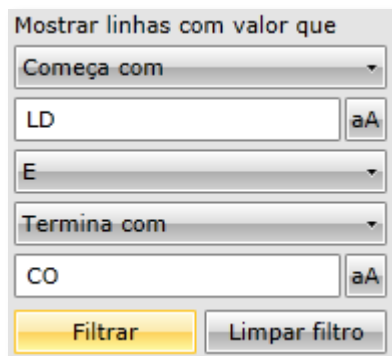 Mostrar linhas com valor que
Começa com
LD aA
E
Termina com
CO aA
Filtrar Limpar filtro